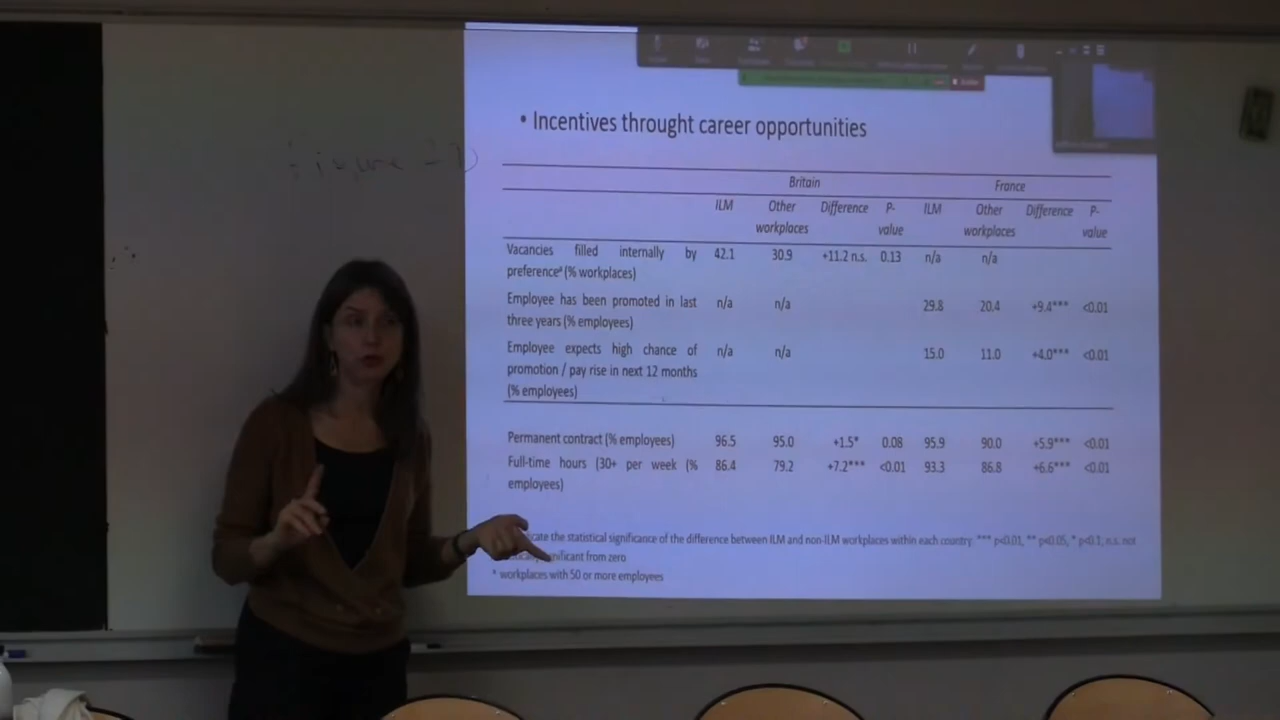 • Incentives throught career opportunities
Britain France
ILM Other workplaces Difference P-value ILM Other workplaces Difference P-value
Vacancies filled internally by 42.1 30.9 +11.2 n.s. 0.13 n/a n/a
preferenceª (% workplaces)
Employee has been promoted in last n/a n/a 29.8 20.4 +9.4*** <0.01
three years (% employees)
Employee expects high chance of n/a n/a 15.0 11.0 +4.0*** <0.01
promotion / pay rise in next 12 months
(% employees)
Permanent contract (% employees) 96.5 95.0 +1.5* 0.08 95.9 90.0 +5.9*** <0.01
Full-time hours (30+ per week (% 86.4 79.2 +7.2*** <0.01 93.3 86.8 +6.6*** <0.01
employees)
the statistical significance of the difference between ILM and non-ILM workplaces within each country: *** p<0.01, ** p<0.05, * p<0.1, n.s. not
from zero
ª workplaces with 50 or more employees